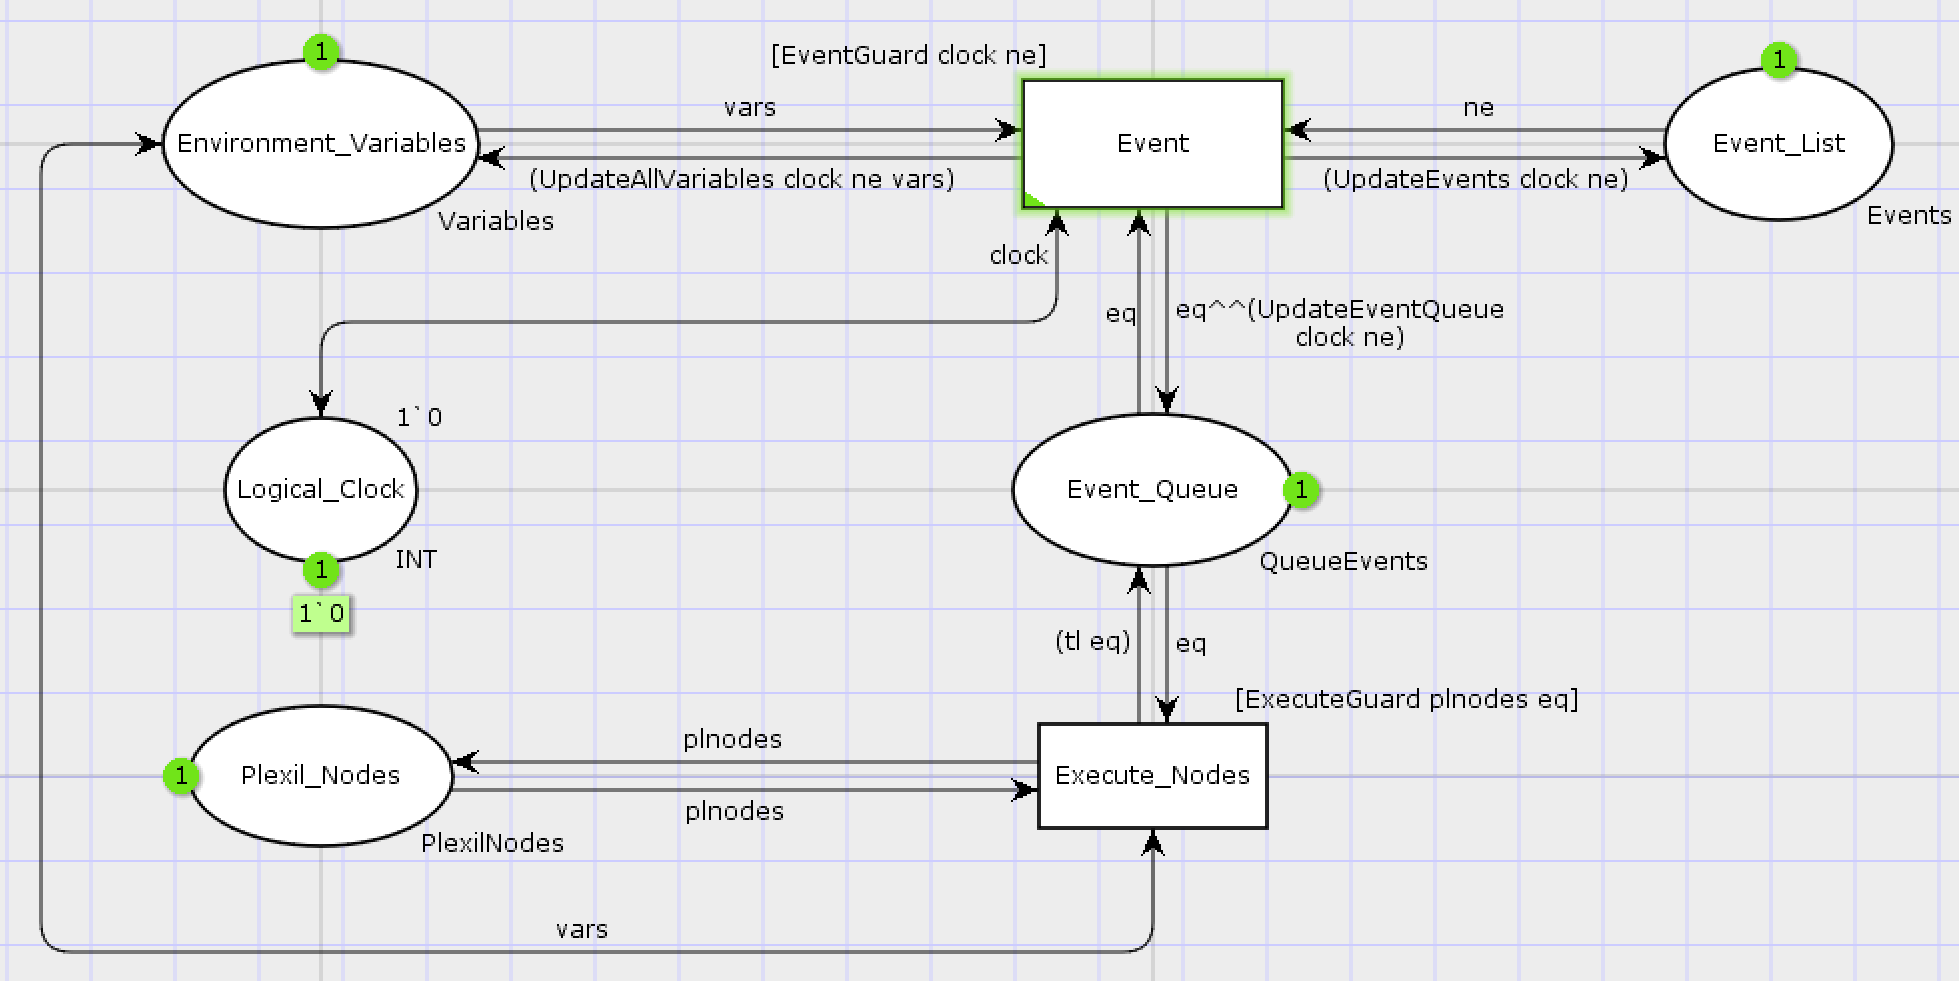 1
1
[EventGuard clock ne]
vars
ne
Environment_Variables
Event
Event_List
(UpdateAllVariables clock ne vars)
(UpdateEvents clock ne)
Variables
Events
clock
eq
eq^^(UpdateEventQueue
clock ne)
1`0
Logical_Clock
Event_Queue
1
INT
QueueEvents
1
1`0
(tl eq)
eq
[ExecuteGuard plnodes eq]
plnodes
1
Plexil_Nodes
Execute_Nodes
plnodes
PlexilNodes
vars